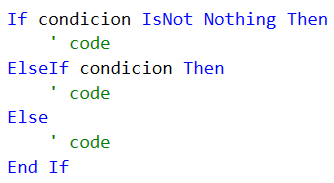 If condicion IsNot Nothing Then
    ' code
ElseIf condicion Then
    ' code
Else
    ' code
End If